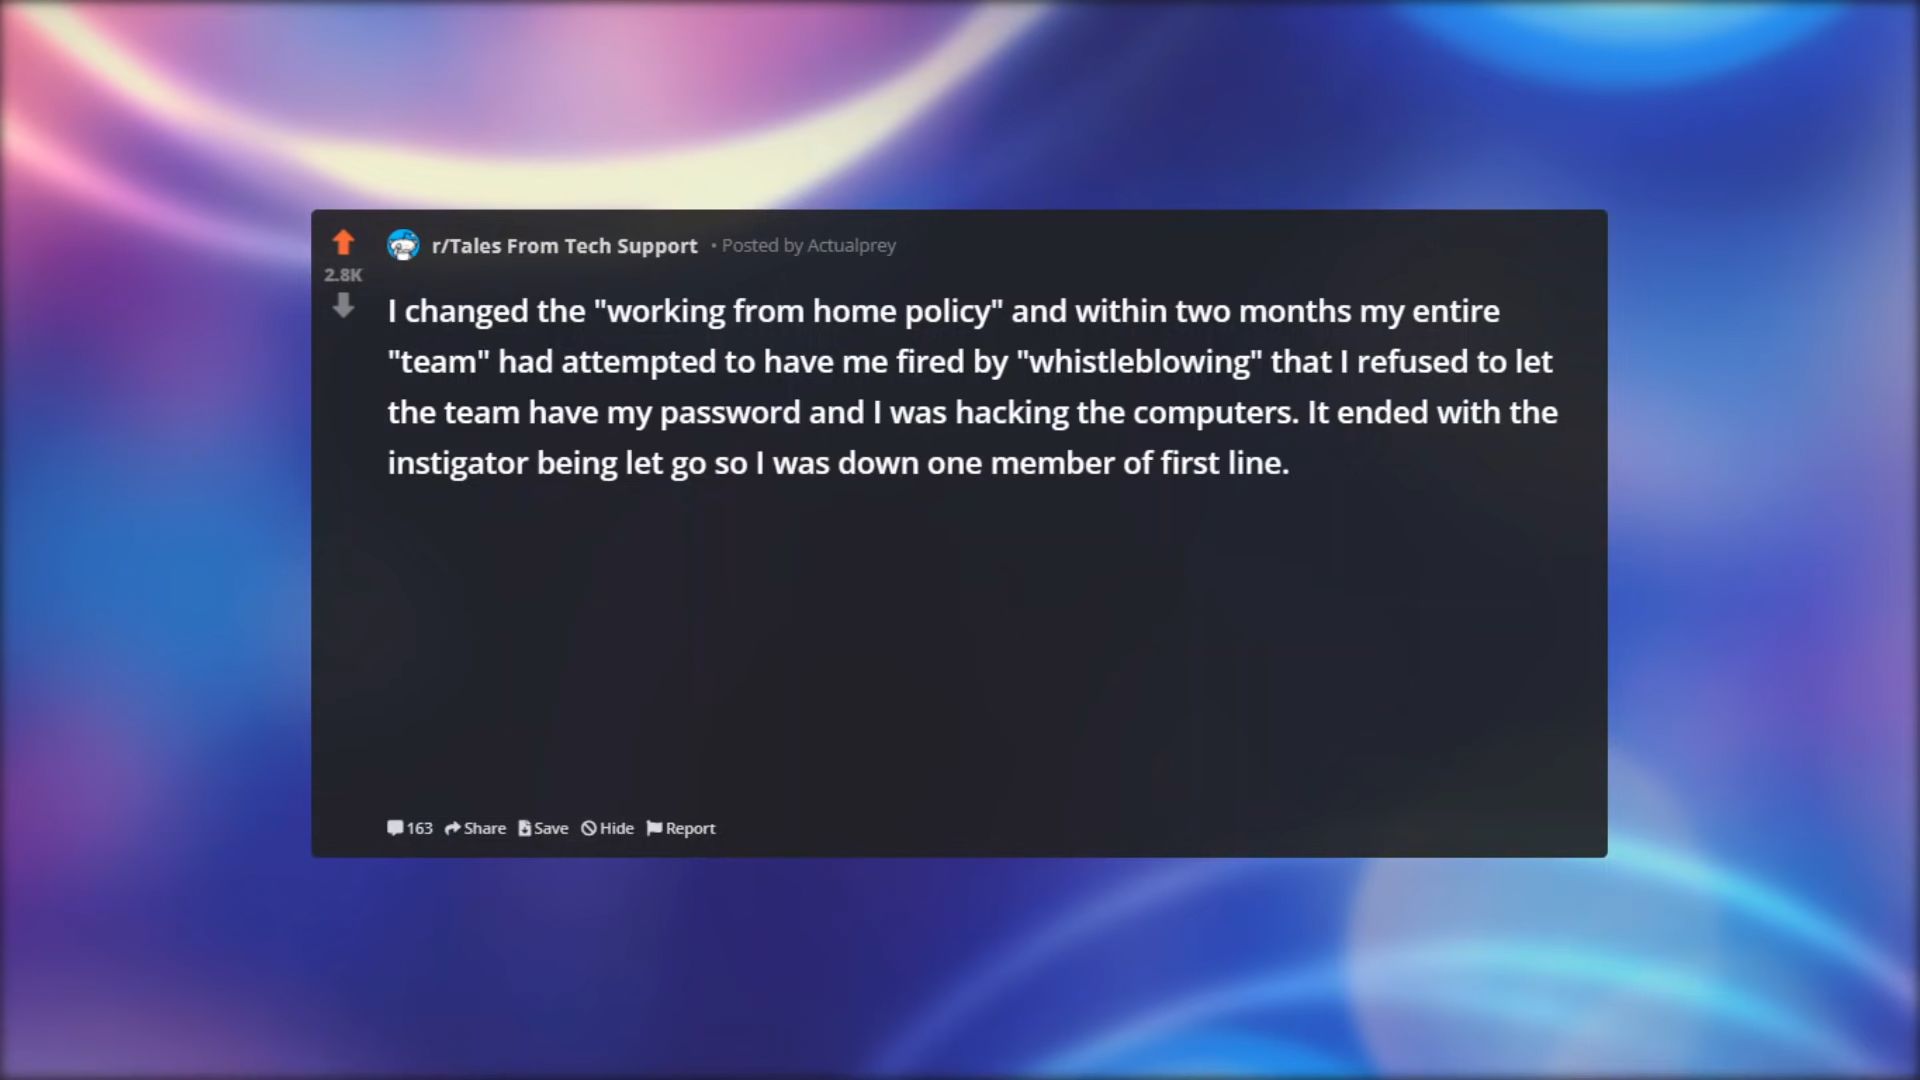 r/Tales From Tech Support • Posted by Actualprey
2.8K
I changed the "working from home policy" and within two months my entire
"team" had attempted to have me fired by "whistleblowing" that I refused to let
the team have my password and I was hacking the computers. It ended with the
instigator being let go so I was down one member of first line.
163 Share Save Hide Report